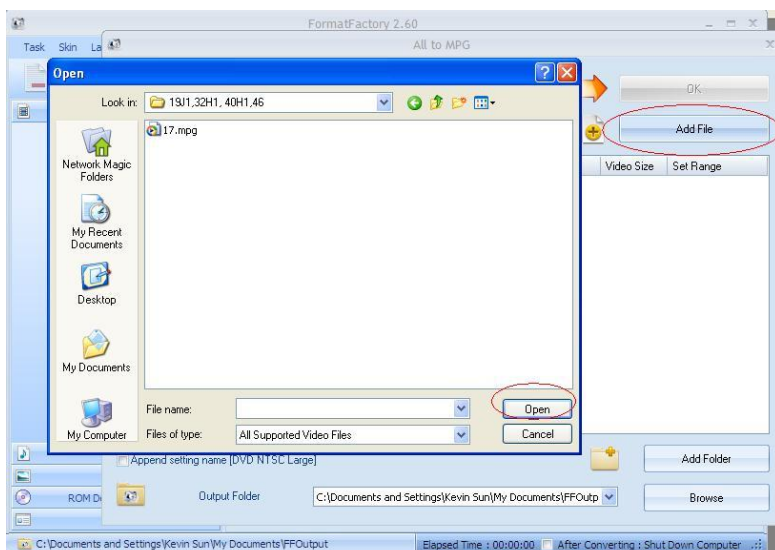 FormatFactory 2.60
Task Skin La
All to MPG
Open
Look in: 19J1,32H1, 40H1,46
OK
Add File
17.mpg
Video Size Set Range
Network Magic
Folders
My Recent
Documents
Desktop
My Documents
My Computer
File name:
Open
Files of type: All Supported Video Files
Cancel
Append setting name [DVD NTSC Large]
Add Folder
ROM D
Output Folder
C:\Documents and Settings\Kevin Sun\My Documents\FFOutp
Browse
C:\Documents and Settings\Kevin Sun\My Documents\FFOutput
Elapsed Time : 00:00:00
After Converting : Shut Down Computer